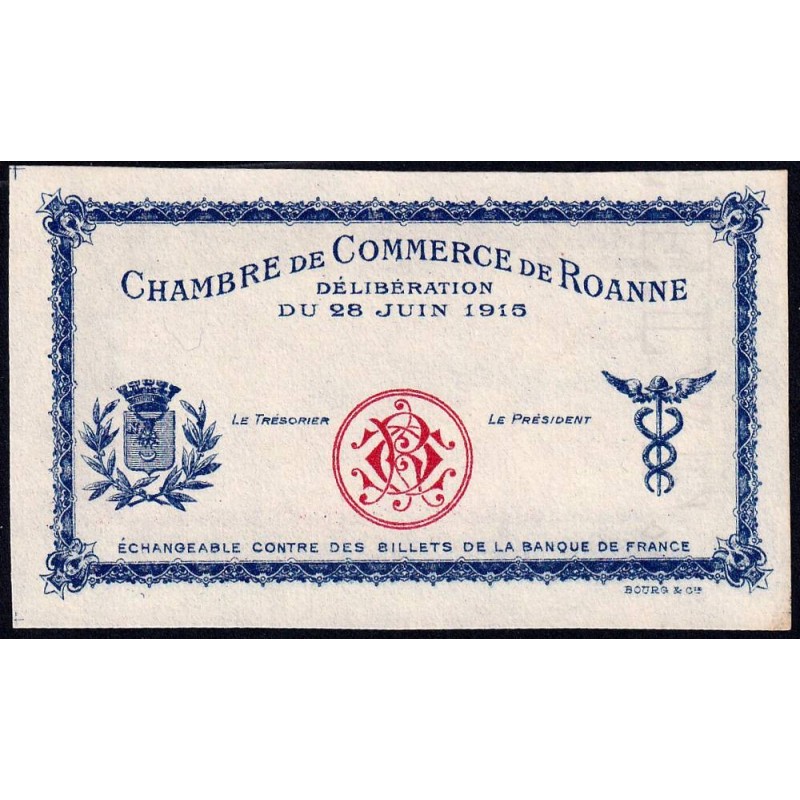 CHAMBRE DE COMMERCE DE ROANNE
DÉLIBÉRATION
DU 28 JUIN 1915
LE TRÉSORIER
LE PRÉSIDENT
ÉCHANGEABLE CONTRE DES BILLETS DE LA BANQUE DE FRANCE
BOURG & Cie